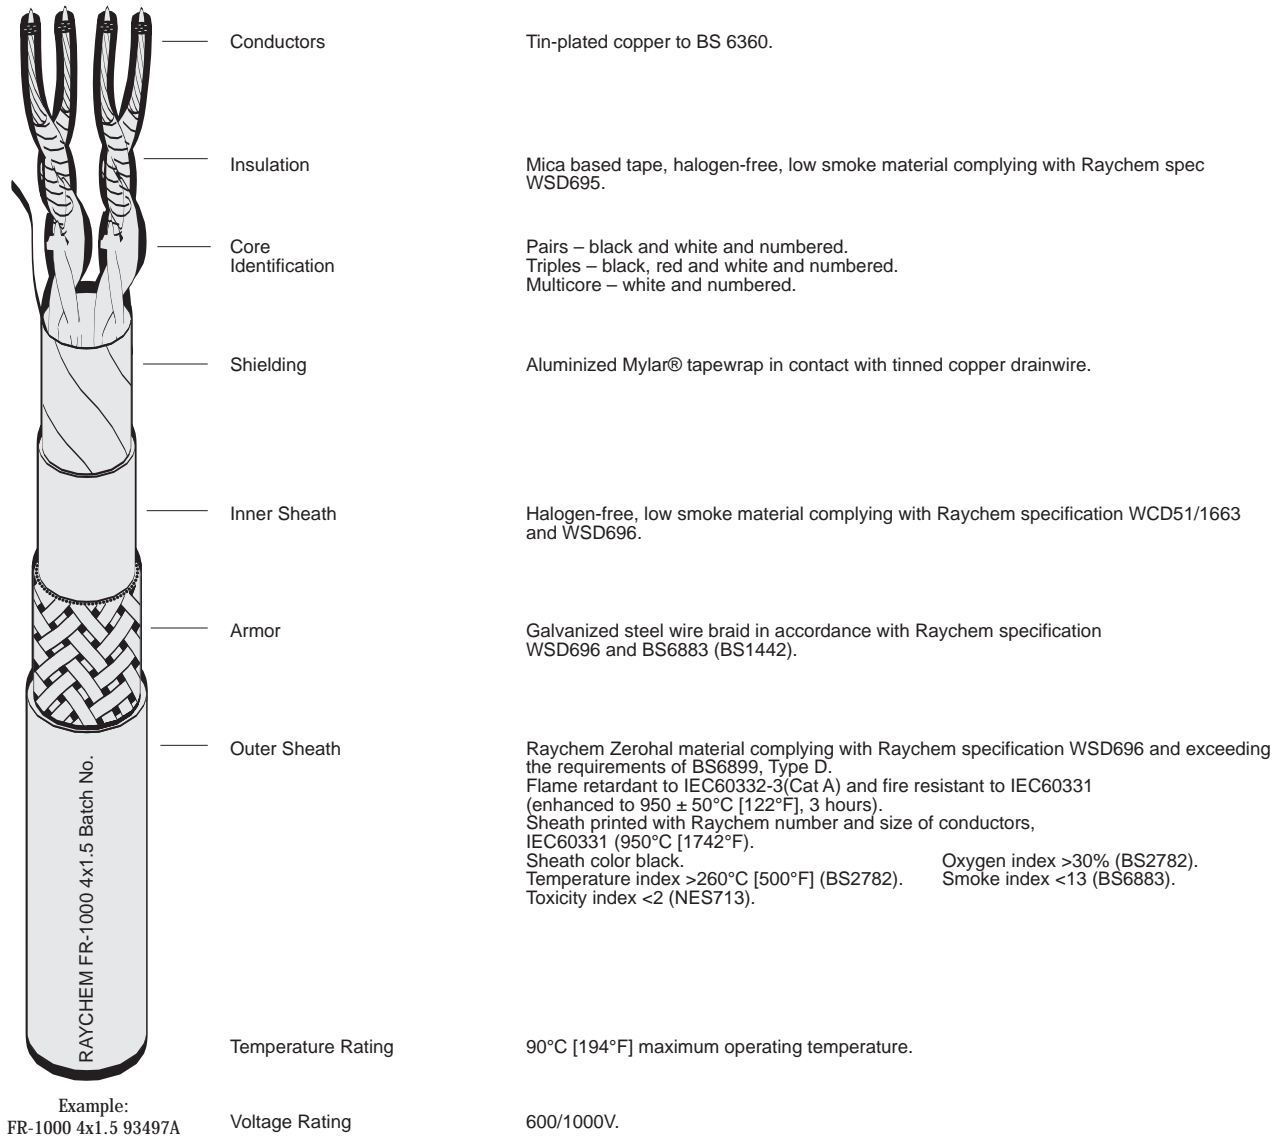 Conductors
Tin-plated copper to BS 6360.
Insulation
Mica based tape, halogen-free, low smoke material complying with Raychem spec
WSD695.
Core
Identification
Pairs – black and white and numbered.
Triples – black, red and white and numbered.
Multicore – white and numbered.
Shielding
Aluminized Mylar® tapewrap in contact with tinned copper drainwire.
Inner Sheath
Halogen-free, low smoke material complying with Raychem specification WCD51/1663
and WSD696.
Armor
Galvanized steel wire braid in accordance with Raychem specification
WSD696 and BS6883 (BS1442).
Outer Sheath
Raychem Zerohal material complying with Raychem specification WSD696 and exceeding
the requirements of BS6899, Type D.
Flame retardant to IEC60332-3(Cat A) and fire resistant to IEC60331
(enhanced to 950 ± 50°C [122°F], 3 hours).
Sheath printed with Raychem number and size of conductors,
IEC60331 (950°C [1742°F).
Sheath color black. Oxygen index >30% (BS2782).
Temperature index >260°C [500°F] (BS2782). Smoke index <13 (BS6883).
Toxicity index <2 (NES713).
RAYCHEM FR-1000 4x1.5 Batch No.
Temperature Rating
90°C [194°F] maximum operating temperature.
Example:
FR-1000 4x1.5 93497A
Voltage Rating
600/1000V.